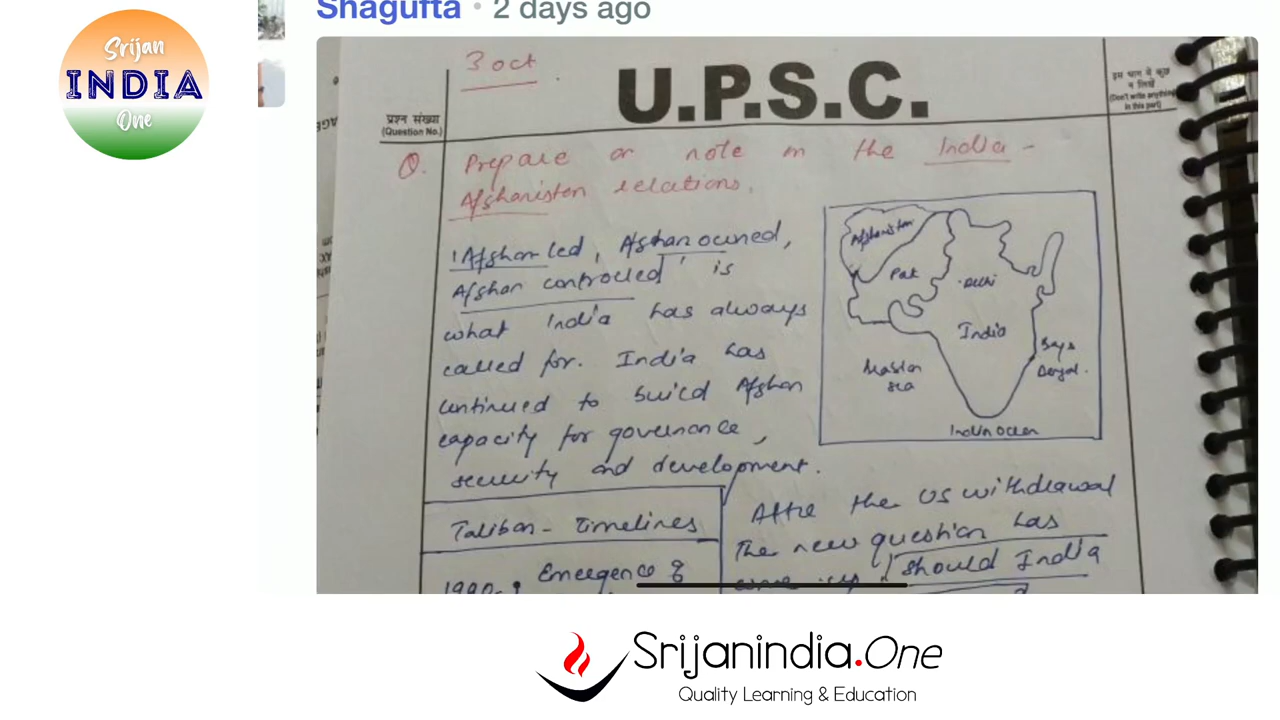 Shagufta • 2 days ago
Srijan
INDIA
One
3 oct
U.P.S.C.
प्रश्न संख्या
(Question No.)
इस भाग में कुछ
न लिखें
(Don't write anything
in this part)
Q. Prepare a note on the India -
Afghanistan relations.
'Afghan led, Afghan owned,
Afghan controlled' is
what India has always
called for. India has
continued to build Afghan
capacity for governance,
security and development.
Afghanistan
Pak
Delhi
India
Arabian
sea
Bay of
Bengal.
Indian ocean
Taliban - Timelines
1990 Emergence of
After the US withdrawal
the new question has
come up 'should India
Srijanindia.One
Quality Learning & Education